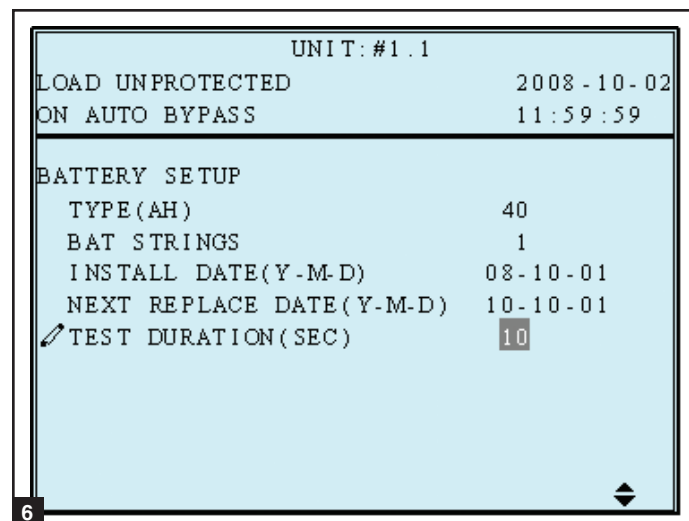 UNIT:#1.1
LOAD UNPROTECTED 2008-10-02
ON AUTO BYPASS 11:59:59
BATTERY SETUP
TYPE(AH) 40
BAT STRINGS 1
INSTALL DATE(Y-M-D) 08-10-01
NEXT REPLACE DATE(Y-M-D) 10-10-01
TEST DURATION(SEC) 10
6